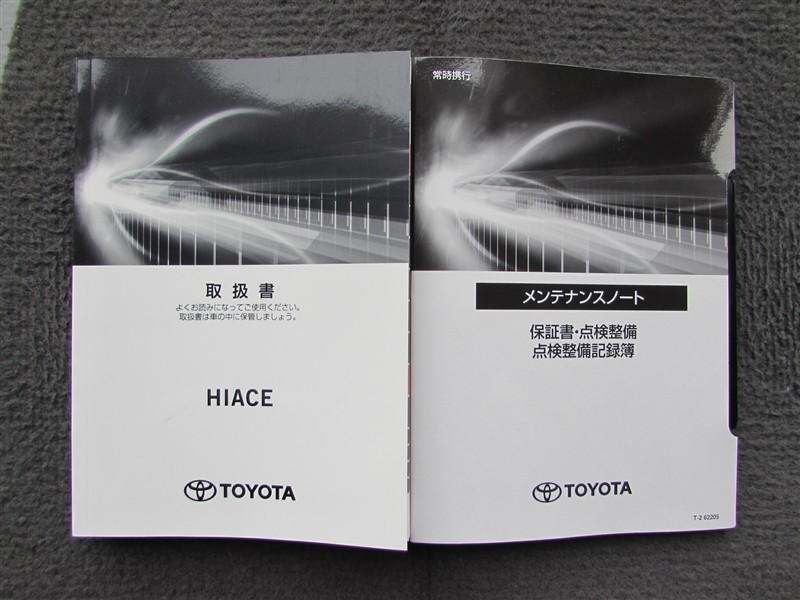 取扱書
よくお読みになってご使用ください。
取扱書は車の中に保管しましょう。
HIACE
TOYOTA
常時携行
メンテナンスノート
保証書・点検整備
点検整備記録簿
TOYOTA
T-2 62205